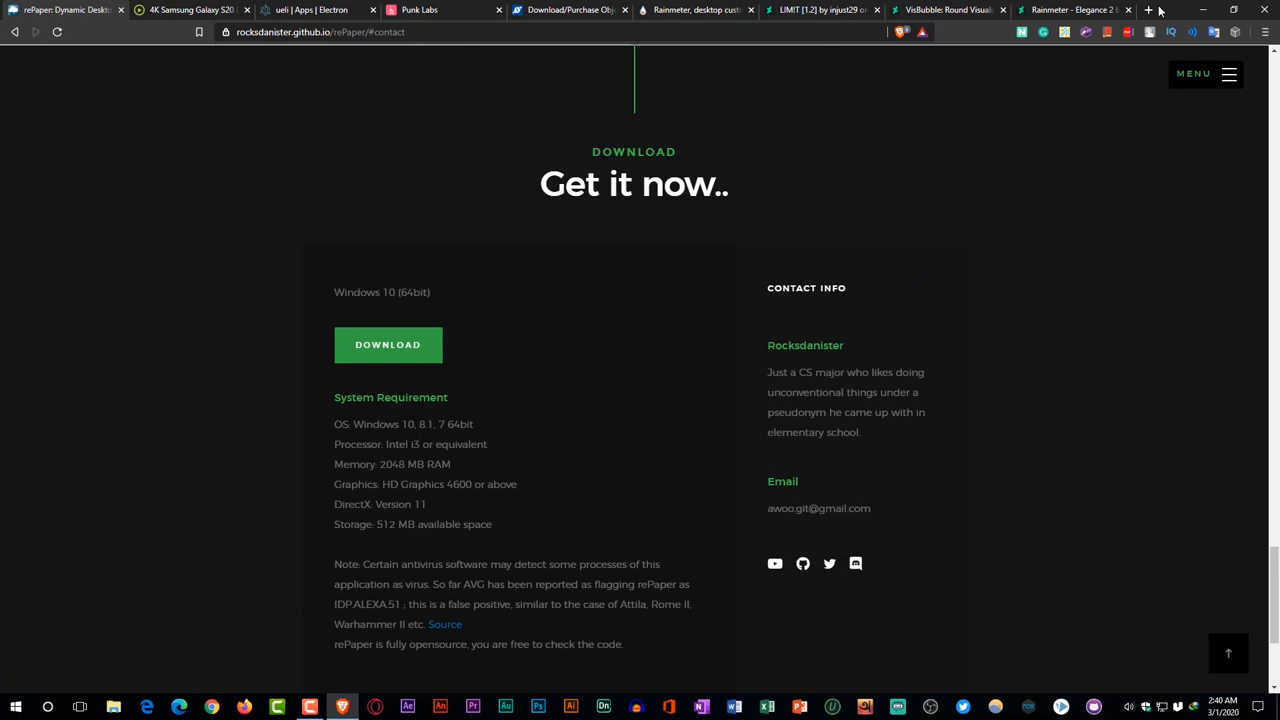 rePaper: Dynamic Deskto
4K Samsung Galaxy S20
ueli | Apps | Electron
Punk Labs
Download/Purchase Obj
Rainmeter, desktop cust
LIMIT [1.2] by injust29 on
VisBubble: Round Visuali
Rainmeter - Elegance 2 b
rocksdanister.github.io/rePaper/#contact
MENU
DOWNLOAD
Get it now..
Windows 10 (64bit)
DOWNLOAD
System Requirement
OS: Windows 10, 8.1, 7 64bit
Processor: Intel i3 or equivalent
Memory: 2048 MB RAM
Graphics: HD Graphics 4600 or above
DirectX: Version 11
Storage: 512 MB available space
Note: Certain antivirus software may detect some processes of this
application as virus. So far AVG has been reported as flagging rePaper as
IDP.ALEXA.51 ; this is a false positive, similar to the case of Attila, Rome II,
Warhammer II etc. Source
rePaper is fully opensource, you are free to check the code.
CONTACT INFO
Rocksdanister
Just a CS major who likes doing
unconventional things under a
pseudonym he came up with in
elementary school.
Email
awoo.git@gmail.com
2:40 AM
3/1/2020